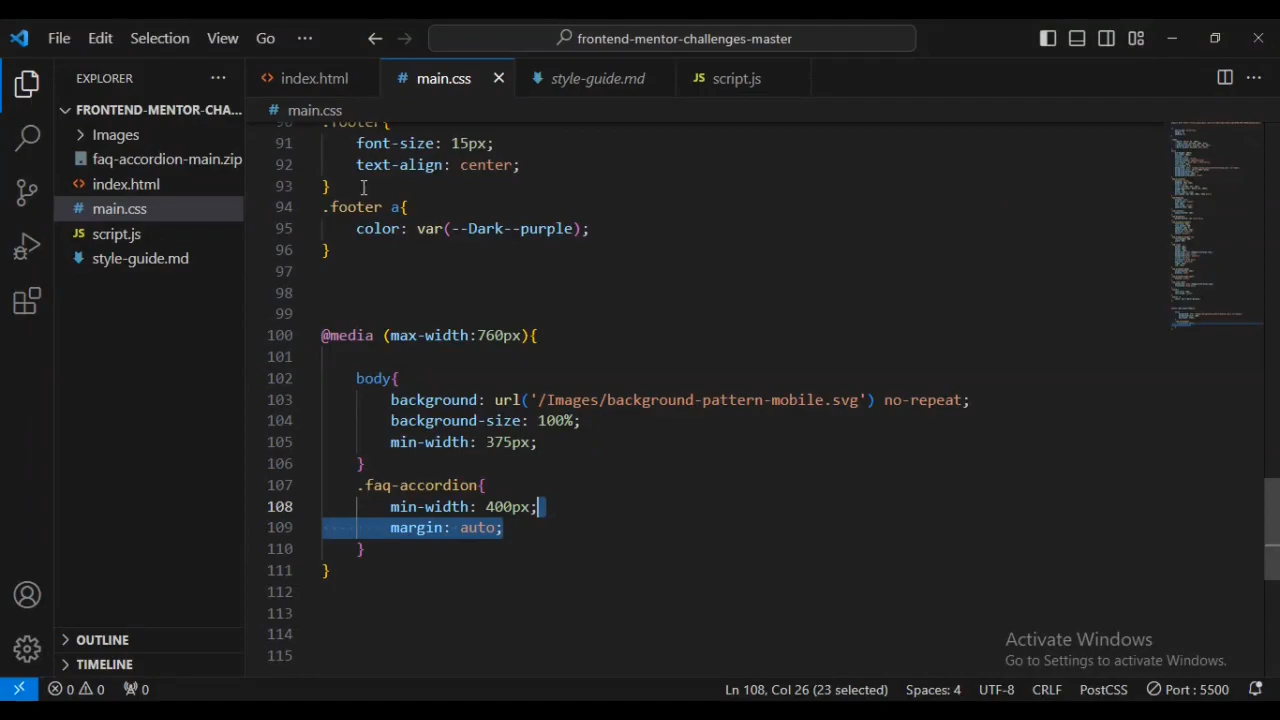 File Edit Selection View Go ··· frontend-mentor-challenges-master
EXPLORER ···
index.html
main.css
style-guide.md
script.js
FRONTEND-MENTOR-CHA...
main.css
Images
faq-accordion-main.zip
index.html
main.css
script.js
style-guide.md
90 .footer{
91 font-size: 15px;
92 text-align: center;
93 }
94 .footer a{
95 color: var(--Dark--purple);
96 }
97
98
99
100 @media (max-width:760px){
101
102 body{
103 background: url('/Images/background-pattern-mobile.svg') no-repeat;
104 background-size: 100%;
105 min-width: 375px;
106 }
107 .faq-accordion{
108 min-width: 400px;
109 margin: auto;
110 }
111 }
112
113
114
115
OUTLINE
TIMELINE
Activate Windows
Go to Settings to activate Windows.
0 0 0 Ln 108, Col 26 (23 selected) Spaces: 4 UTF-8 CRLF PostCSS Port : 5500